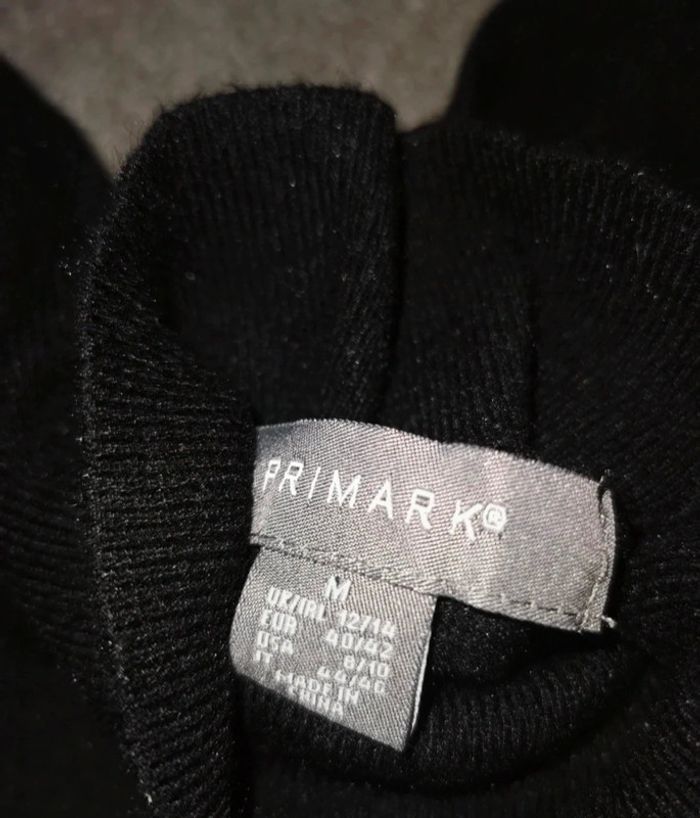 PRIMARK®
M
UK/IRL 12/14
EUR 40/42
USA 8/10
IT 44/46
MADE IN
CHINA